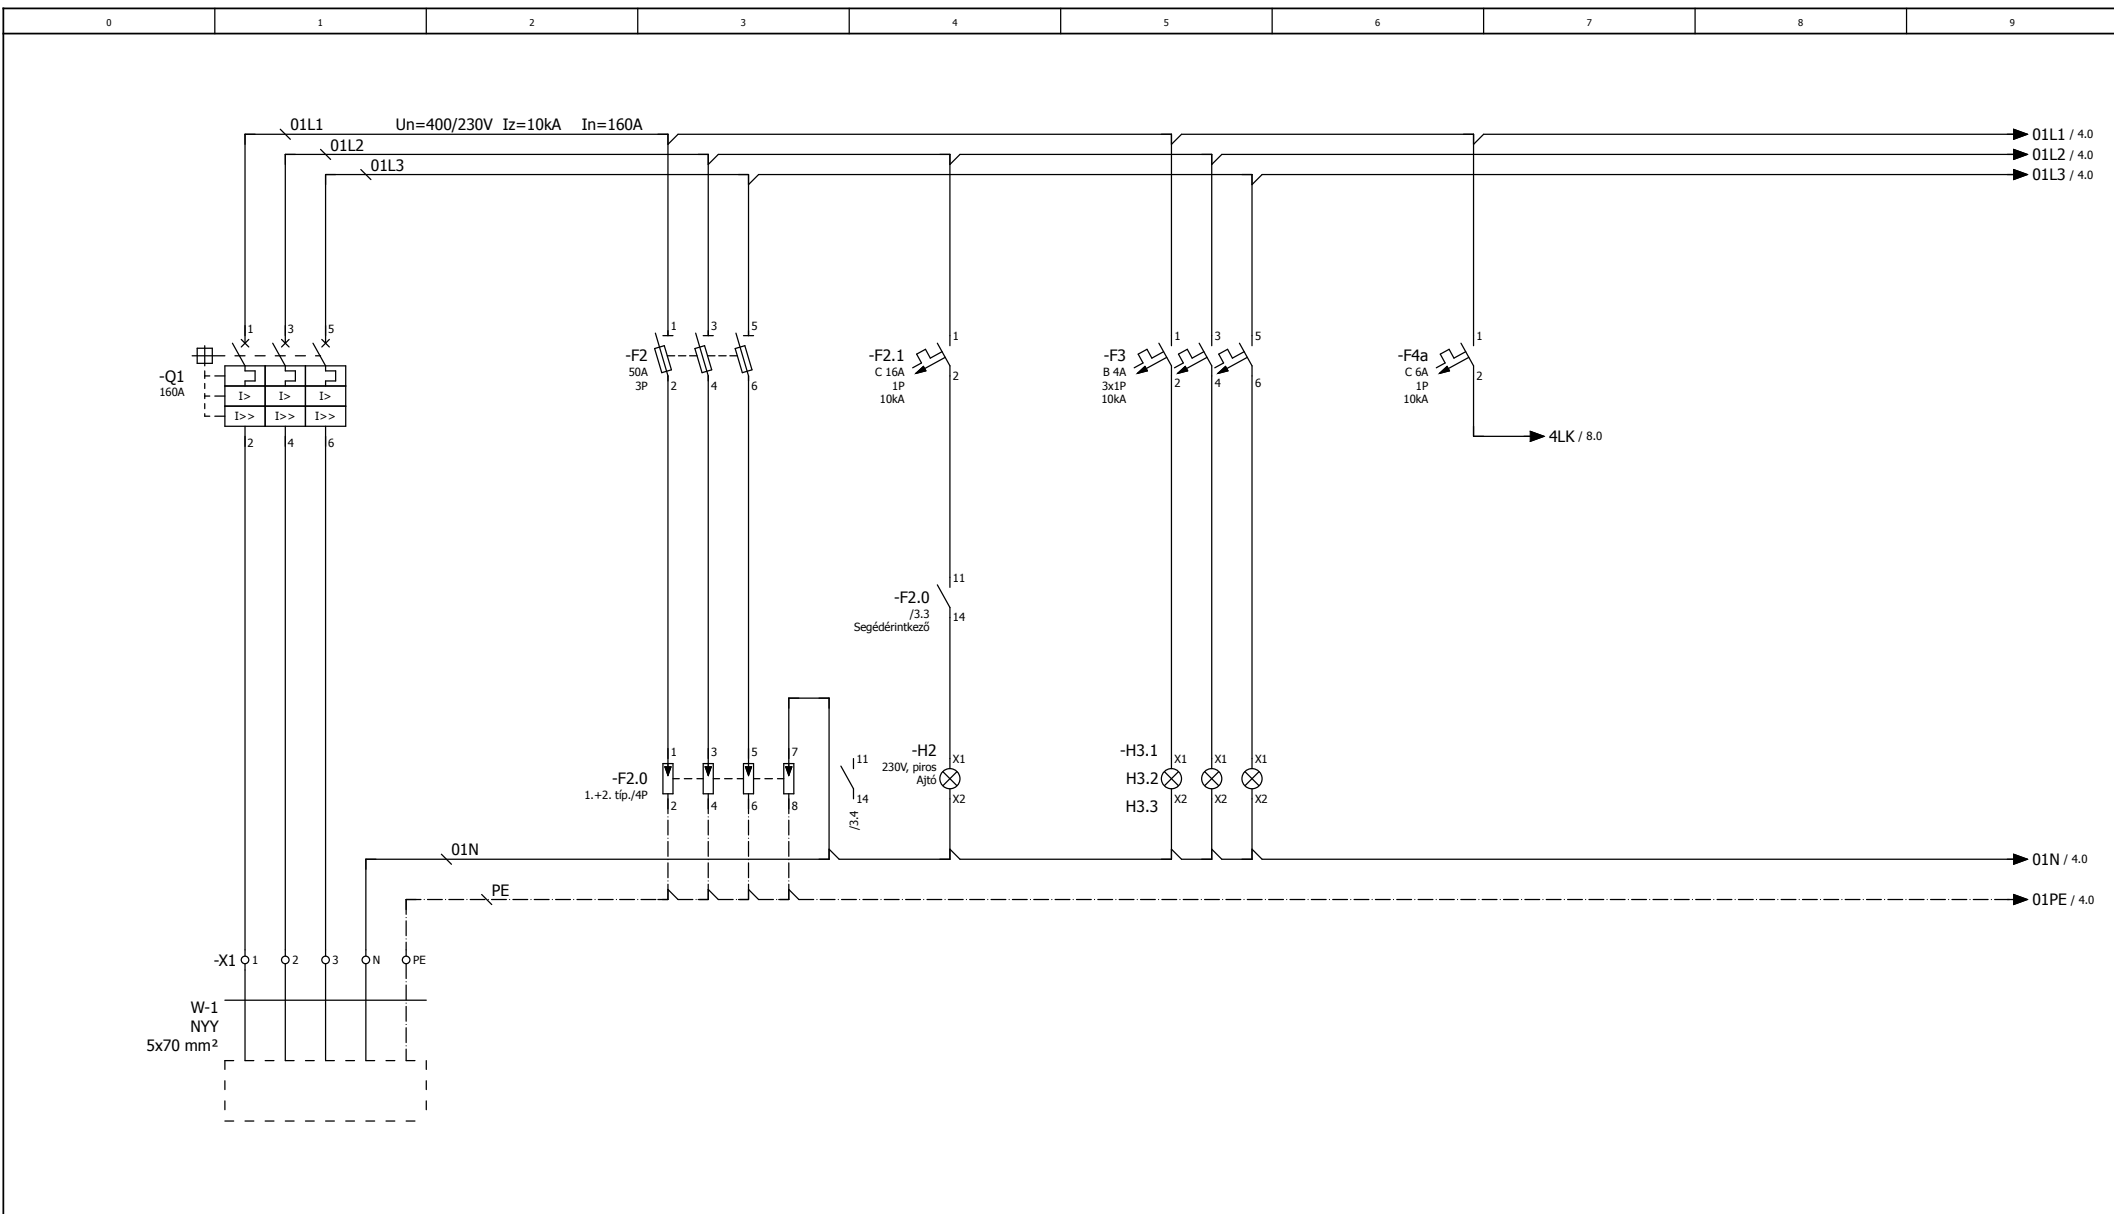 0 1 2 3 4 5 6 7 8 9
01L1 Un=400/230V Iz=10kA In=160A
01L1 / 4.0
01L2
01L2 / 4.0
01L3
01L3 / 4.0
-Q1
160A
1 3 5
I> I> I>
I>> I>> I>>
2 4 6
-F2
50A
3P
1 3 5
2 4 6
-F2.1
C 16A
1P
10kA
1
2
-F3
B 4A
3x1P
10kA
1 3 5
2 4 6
-F4a
C 6A
1P
10kA
1
2
4LK / 8.0
-F2.0
/3.3
Segédérintkező
11
14
-F2.0
1.+2. típ./4P
1 3 5 7
2 4 6 8
11
14
/3.4
-H2
230V, piros
Ajtó
X1
X2
-H3.1
H3.2
H3.3
X1 X1 X1
X2 X2 X2
01N
01N / 4.0
PE
01PE / 4.0
-X1 1 2 3 N PE
W-1
NYY
5x70 mm²